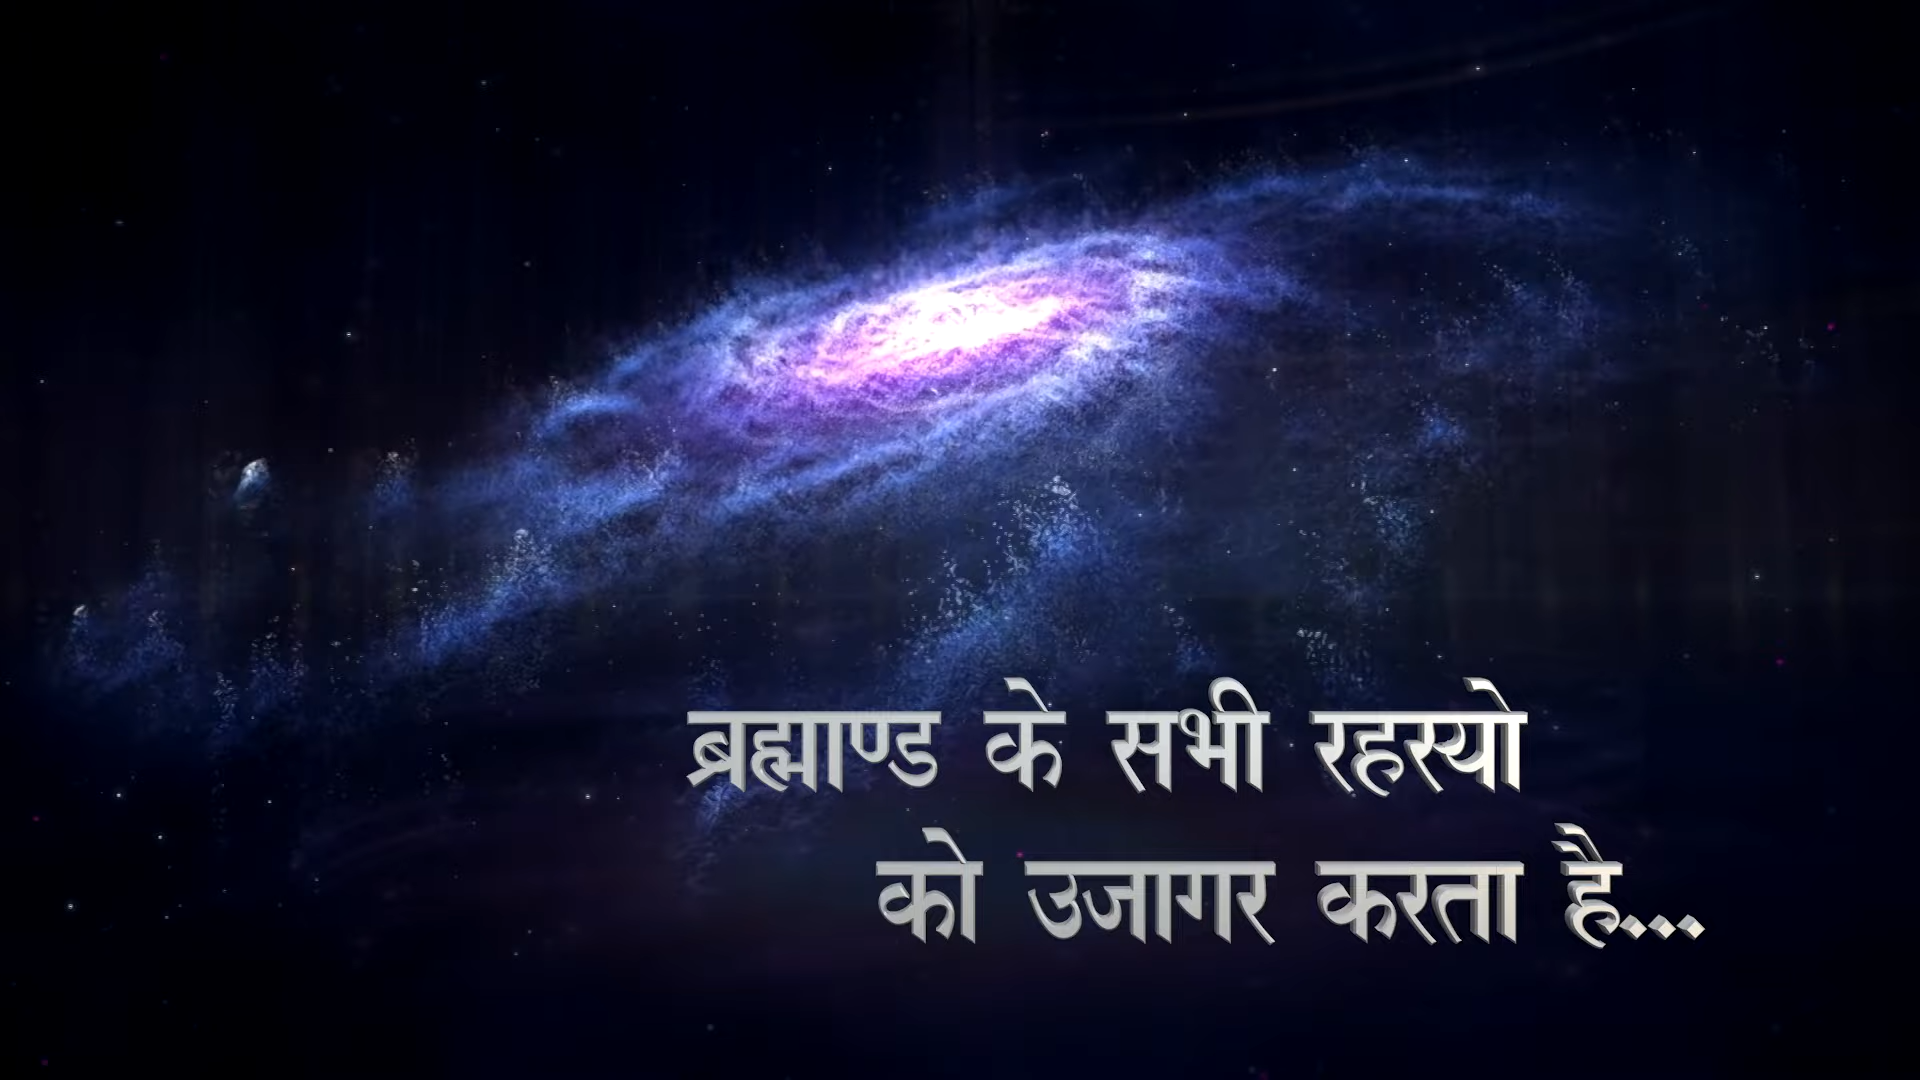 ब्रह्माण्ड के सभी रहस्यो
को उजागर करता है...